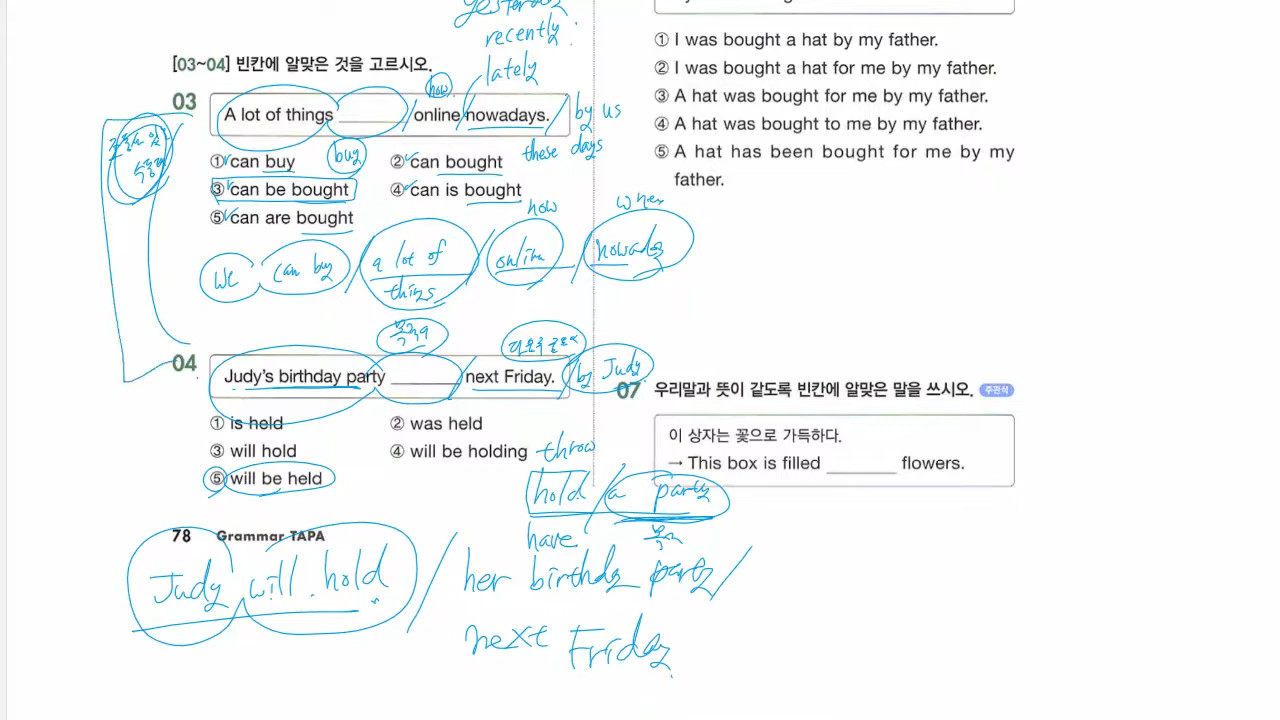 yesterday
recently
lately
[03~04] 빈칸에 알맞은 것을 고르시오.
how
03
A lot of things ______ online nowadays. by us
these days
buy
① can buy ② can bought
③ can be bought ④ can is bought
⑤ can are bought
how when
We can buy / a lot of things / online / nowadays
04
Judy's birthday party ______ next Friday. by Judy
① is held ② was held
③ will hold ④ will be holding
⑤ will be held
throw
hold / a party
have
78 Grammar TAPA
Judy will hold / her birthday party /
next Friday
① I was bought a hat by my father.
② I was bought a hat for me by my father.
③ A hat was bought for me by my father.
④ A hat was bought to me by my father.
⑤ A hat has been bought for me by my
father.
07 우리말과 뜻이 같도록 빈칸에 알맞은 말을 쓰시오. 주관식
이 상자는 꽃으로 가득하다.
→ This box is filled ______ flowers.